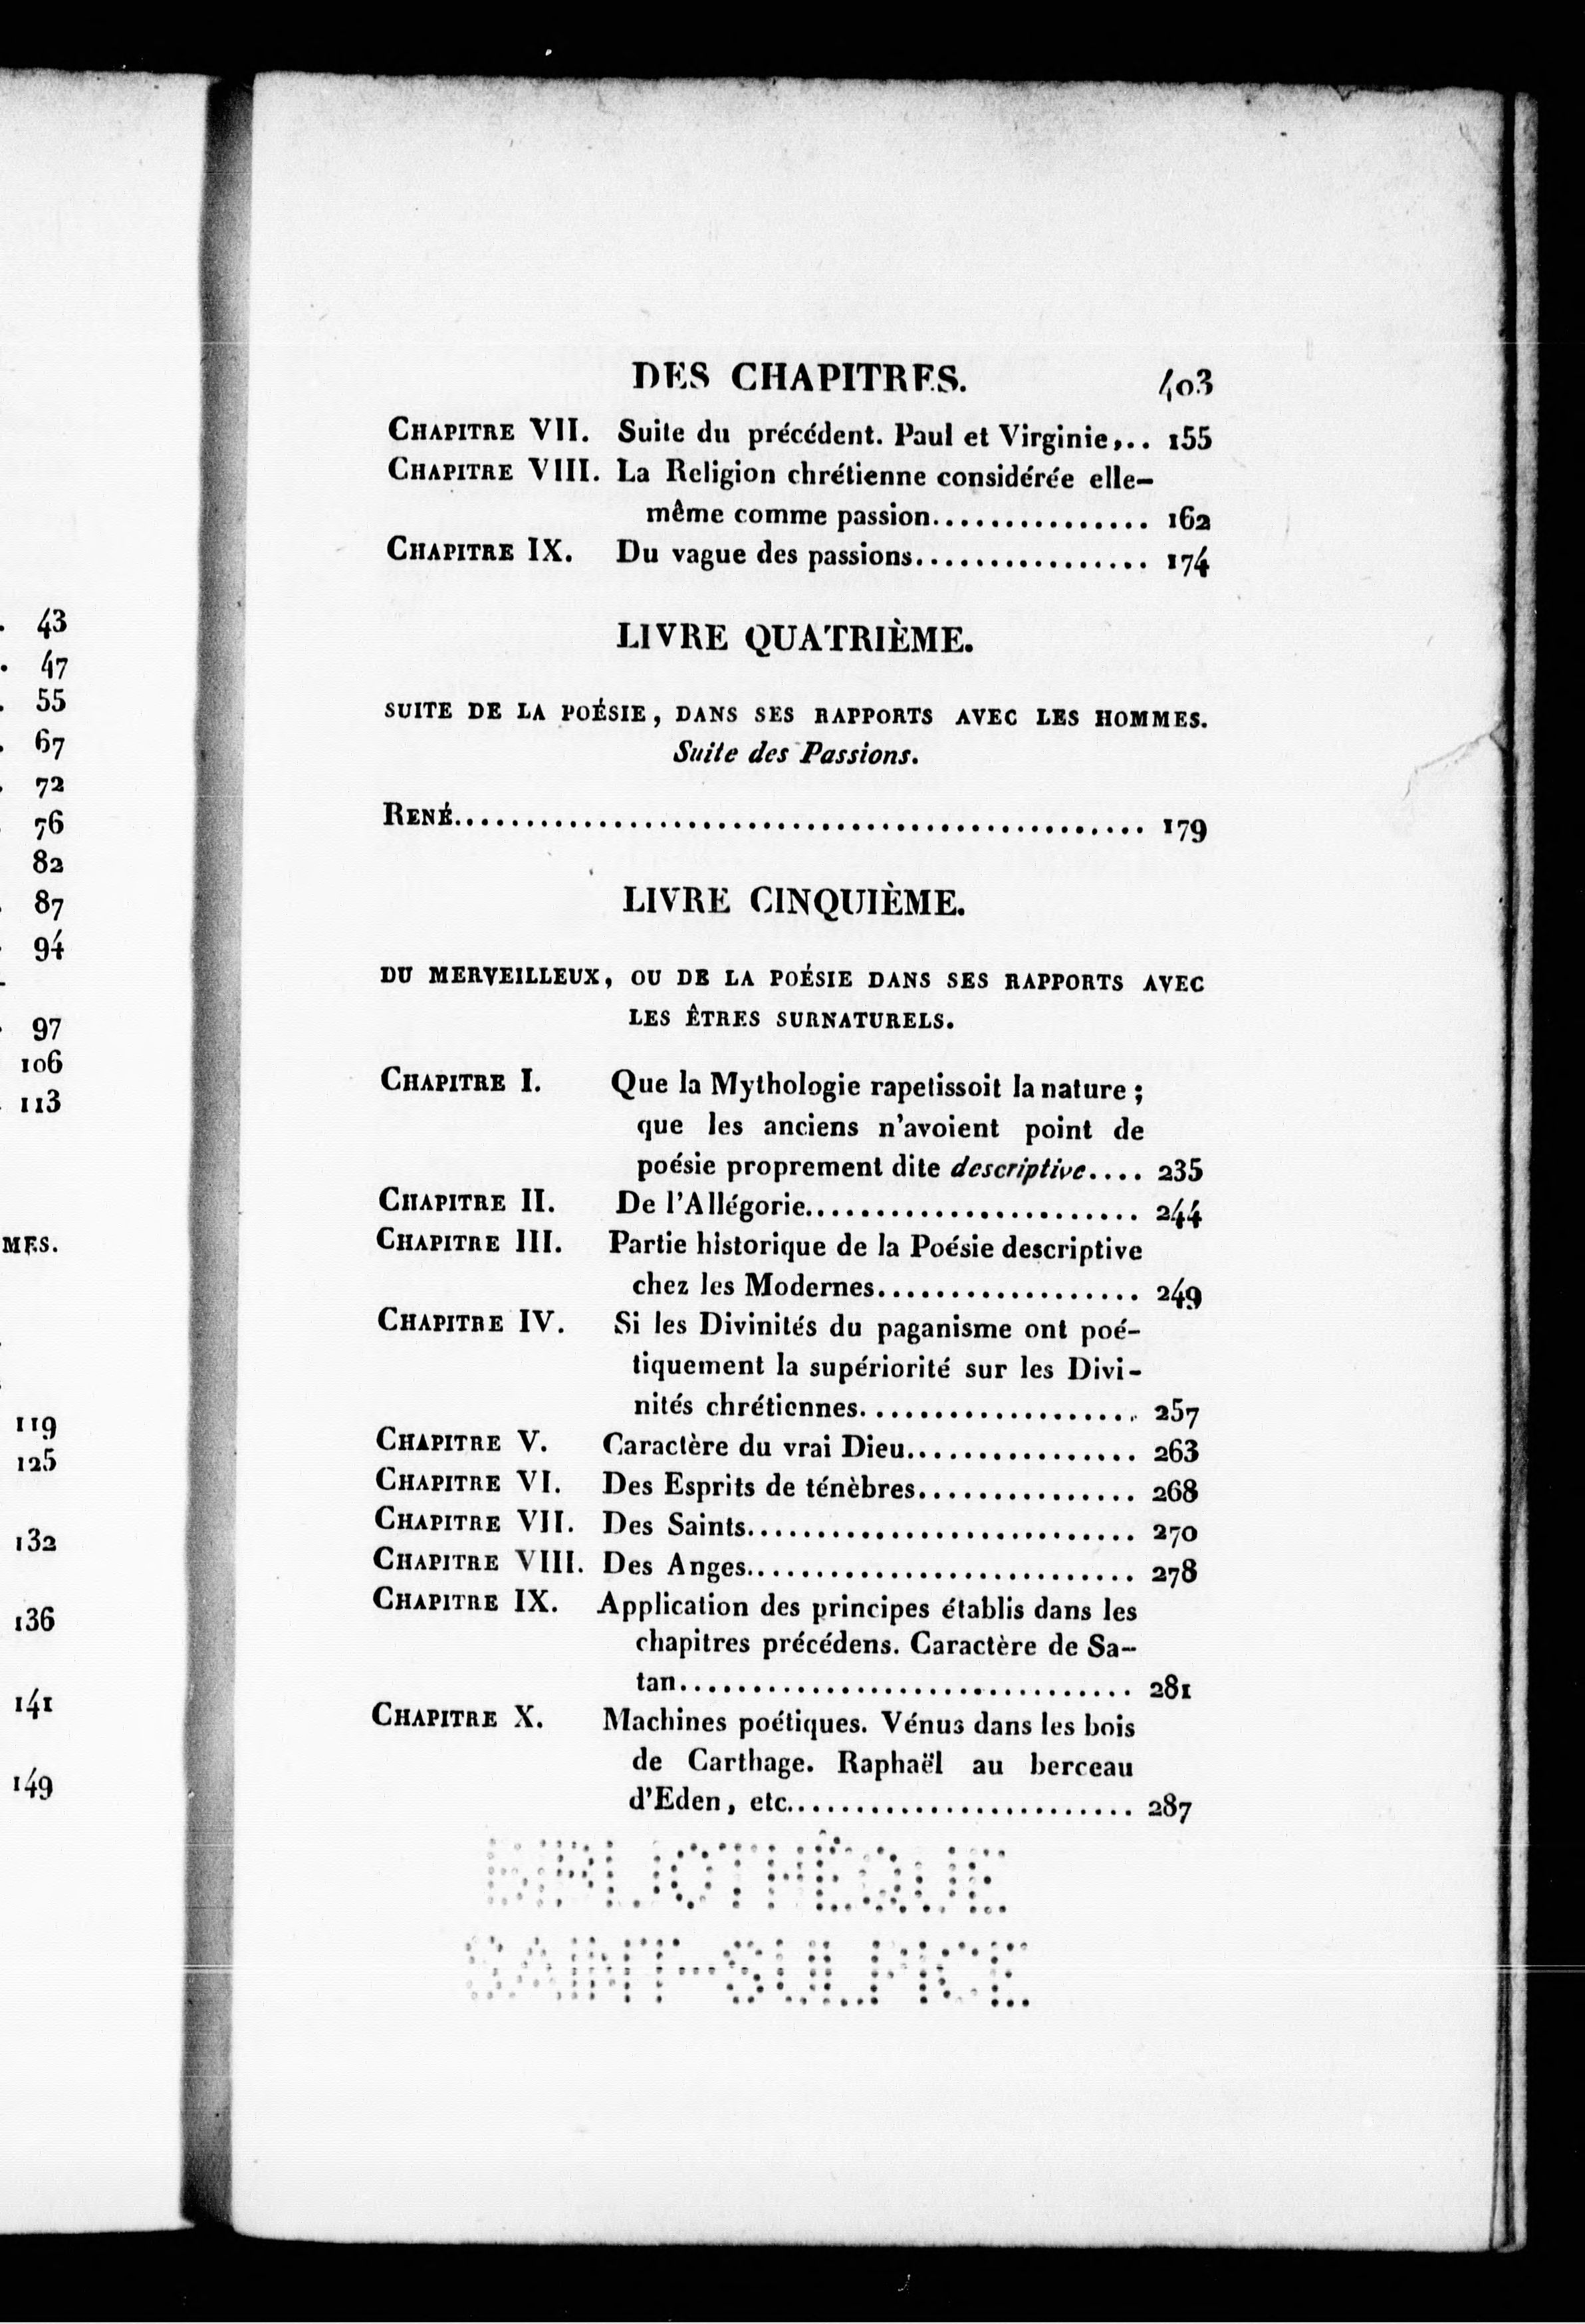 . 43
. 47
. 55
. 67
. 72
76
82
. 87
94
97
106
. 113
MES.
119
125
132
136
141
149
DES CHAPITRES. 403
CHAPITRE VII. Suite du précédent. Paul et Virginie,.. 155
CHAPITRE VIII. La Religion chrétienne considérée elle-
même comme passion............... 162
CHAPITRE IX. Du vague des passions................ 174
LIVRE QUATRIÈME.
SUITE DE LA POÉSIE, DANS SES RAPPORTS AVEC LES HOMMES.
Suite des Passions.
RENÉ................................................ 179
LIVRE CINQUIÈME.
DU MERVEILLEUX, OU DE LA POÉSIE DANS SES RAPPORTS AVEC
LES ÊTRES SURNATURELS.
CHAPITRE I. Que la Mythologie rapetissoit la nature ;
que les anciens n'avoient point de
poésie proprement dite descriptive.... 235
CHAPITRE II. De l'Allégorie....................... 244
CHAPITRE III. Partie historique de la Poésie descriptive
chez les Modernes.................. 249
CHAPITRE IV. Si les Divinités du paganisme ont poé-
tiquement la supériorité sur les Divi-
nités chrétiennes................... 257
CHAPITRE V. Caractère du vrai Dieu................ 263
CHAPITRE VI. Des Esprits de ténèbres............... 268
CHAPITRE VII. Des Saints........................... 270
CHAPITRE VIII. Des Anges........................... 278
CHAPITRE IX. Application des principes établis dans les
chapitres précédens. Caractère de Sa-
tan................................ 281
CHAPITRE X. Machines poétiques. Vénus dans les bois
de Carthage. Raphaël au berceau
d'Eden, etc........................ 287
BIBLIOTHÈQUE
SAINT-SULPICE